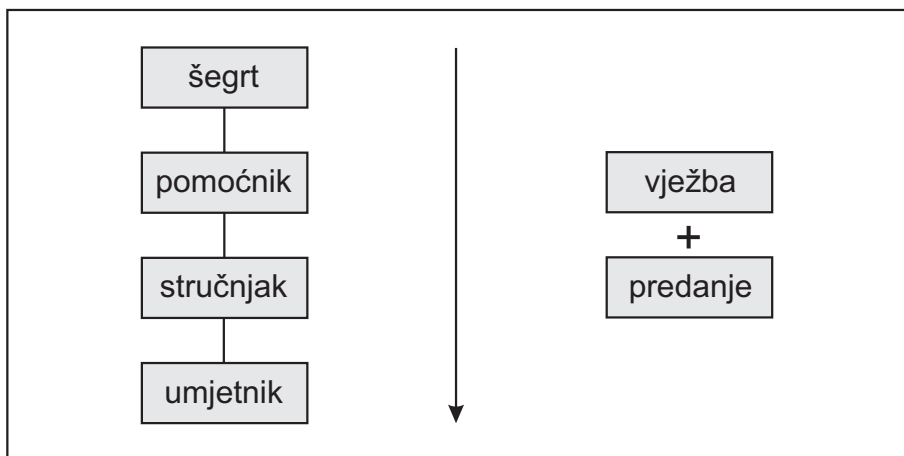 šegrt
pomoćnik
stručnjak
umjetnik
vježba
+
predanje